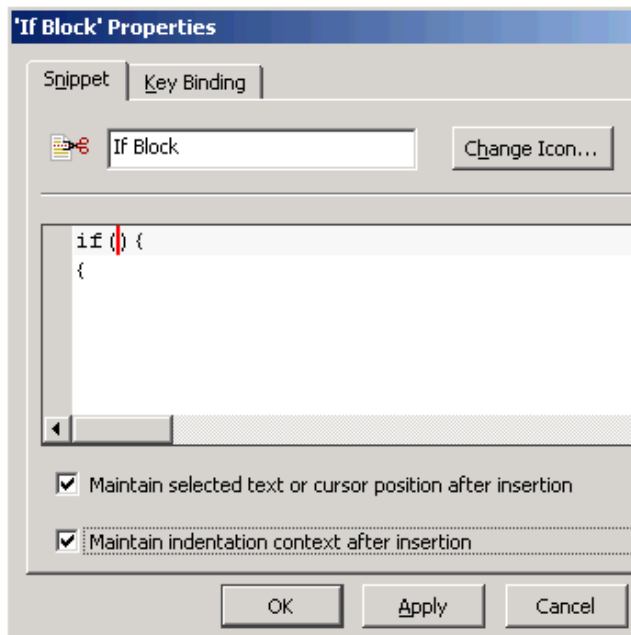 'If Block' Properties
Snippet Key Binding
If Block Change Icon...
if () {
{
Maintain selected text or cursor position after insertion
Maintain indentation context after insertion
OK Apply Cancel